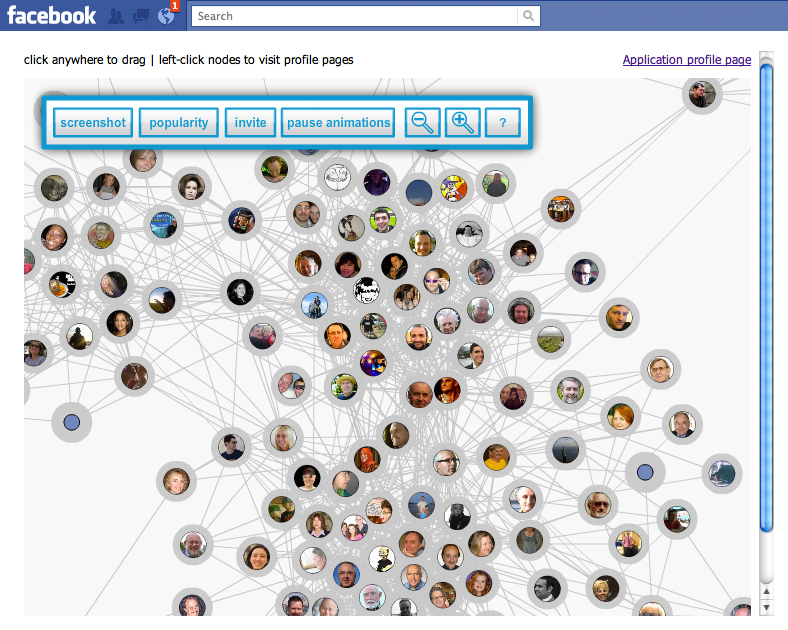 facebook
1
Search
click anywhere to drag | left-click nodes to visit profile pages
Application profile page
screenshot
popularity
invite
pause animations
?